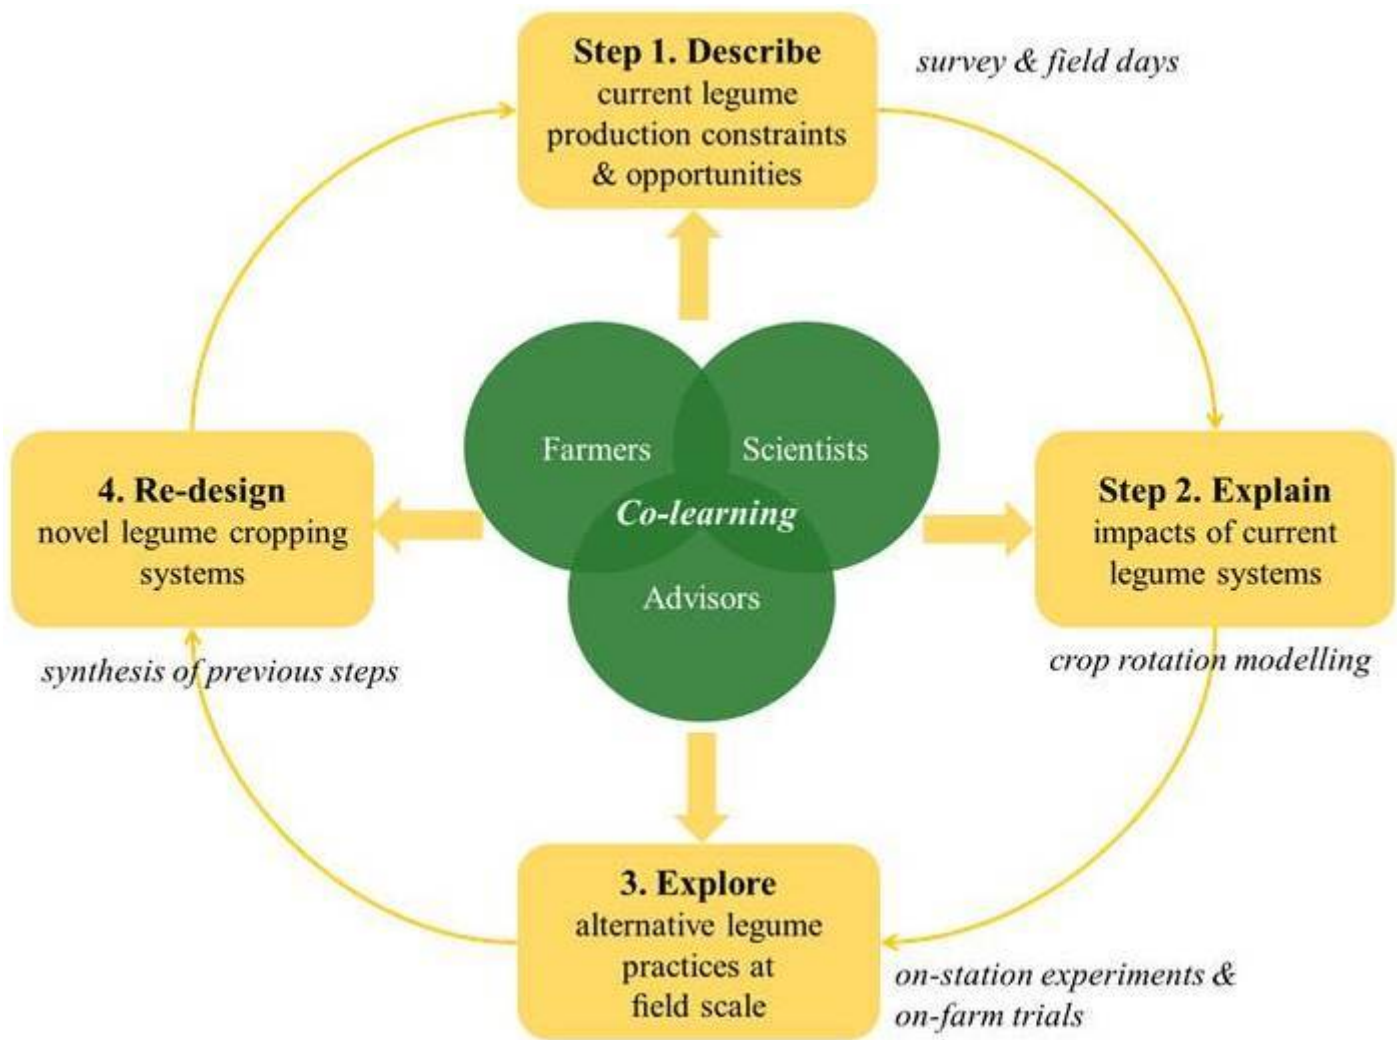 Step 1. Describe
current legume
production constraints
& opportunities
survey & field days
Farmers
Scientists
Co-learning
Advisors
4. Re-design
novel legume cropping
systems
synthesis of previous steps
Step 2. Explain
impacts of current
legume systems
crop rotation modelling
3. Explore
alternative legume
practices at
field scale
on-station experiments &
on-farm trials